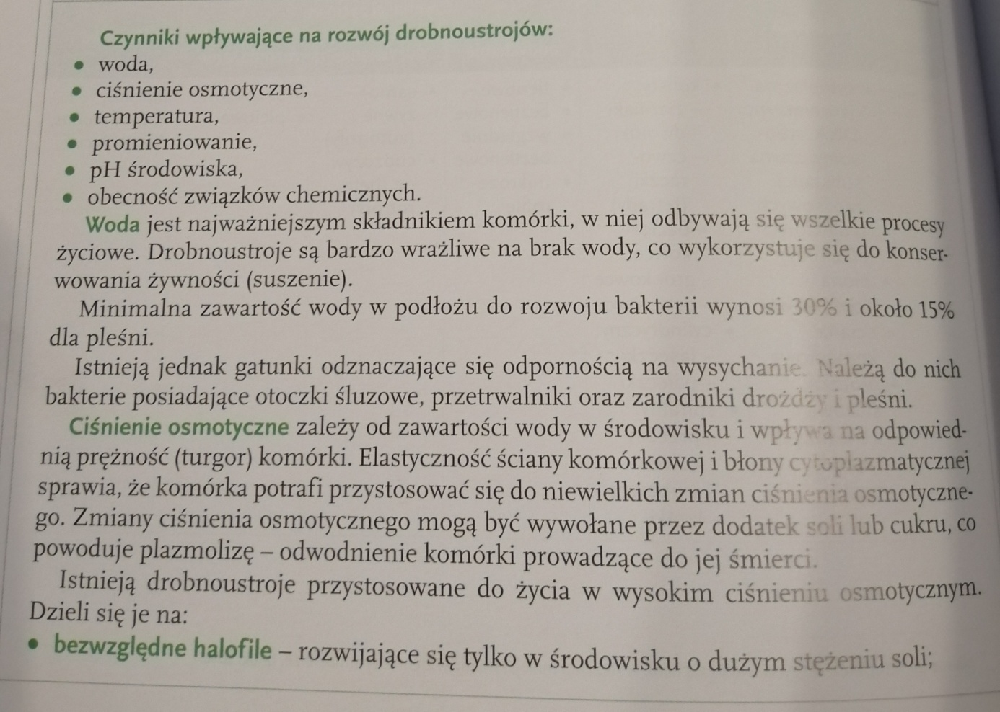 Czynniki wpływające na rozwój drobnoustrojów:
• woda,
• ciśnienie osmotyczne,
• temperatura,
• promieniowanie,
• pH środowiska,
• obecność związków chemicznych.
Woda jest najważniejszym składnikiem komórki, w niej odbywają się wszelkie procesy
życiowe. Drobnoustroje są bardzo wrażliwe na brak wody, co wykorzystuje się do konser-
wowania żywności (suszenie).
Minimalna zawartość wody w podłożu do rozwoju bakterii wynosi 30% i około 15%
dla pleśni.
Istnieją jednak gatunki odznaczające się odpornością na wysychanie. Należą do nich
bakterie posiadające otoczki śluzowe, przetrwalniki oraz zarodniki drożdży i pleśni.
Ciśnienie osmotyczne zależy od zawartości wody w środowisku i wpływa na odpowied-
nią prężność (turgor) komórki. Elastyczność ściany komórkowej i błony cytoplazmatycznej
sprawia, że komórka potrafi przystosować się do niewielkich zmian ciśnienia osmotyczne-
go. Zmiany ciśnienia osmotycznego mogą być wywołane przez dodatek soli lub cukru, co
powoduje plazmolizę – odwodnienie komórki prowadzące do jej śmierci.
Istnieją drobnoustroje przystosowane do życia w wysokim ciśnieniu osmotycznym.
Dzieli się je na:
• bezwzględne halofile – rozwijające się tylko w środowisku o dużym stężeniu soli;